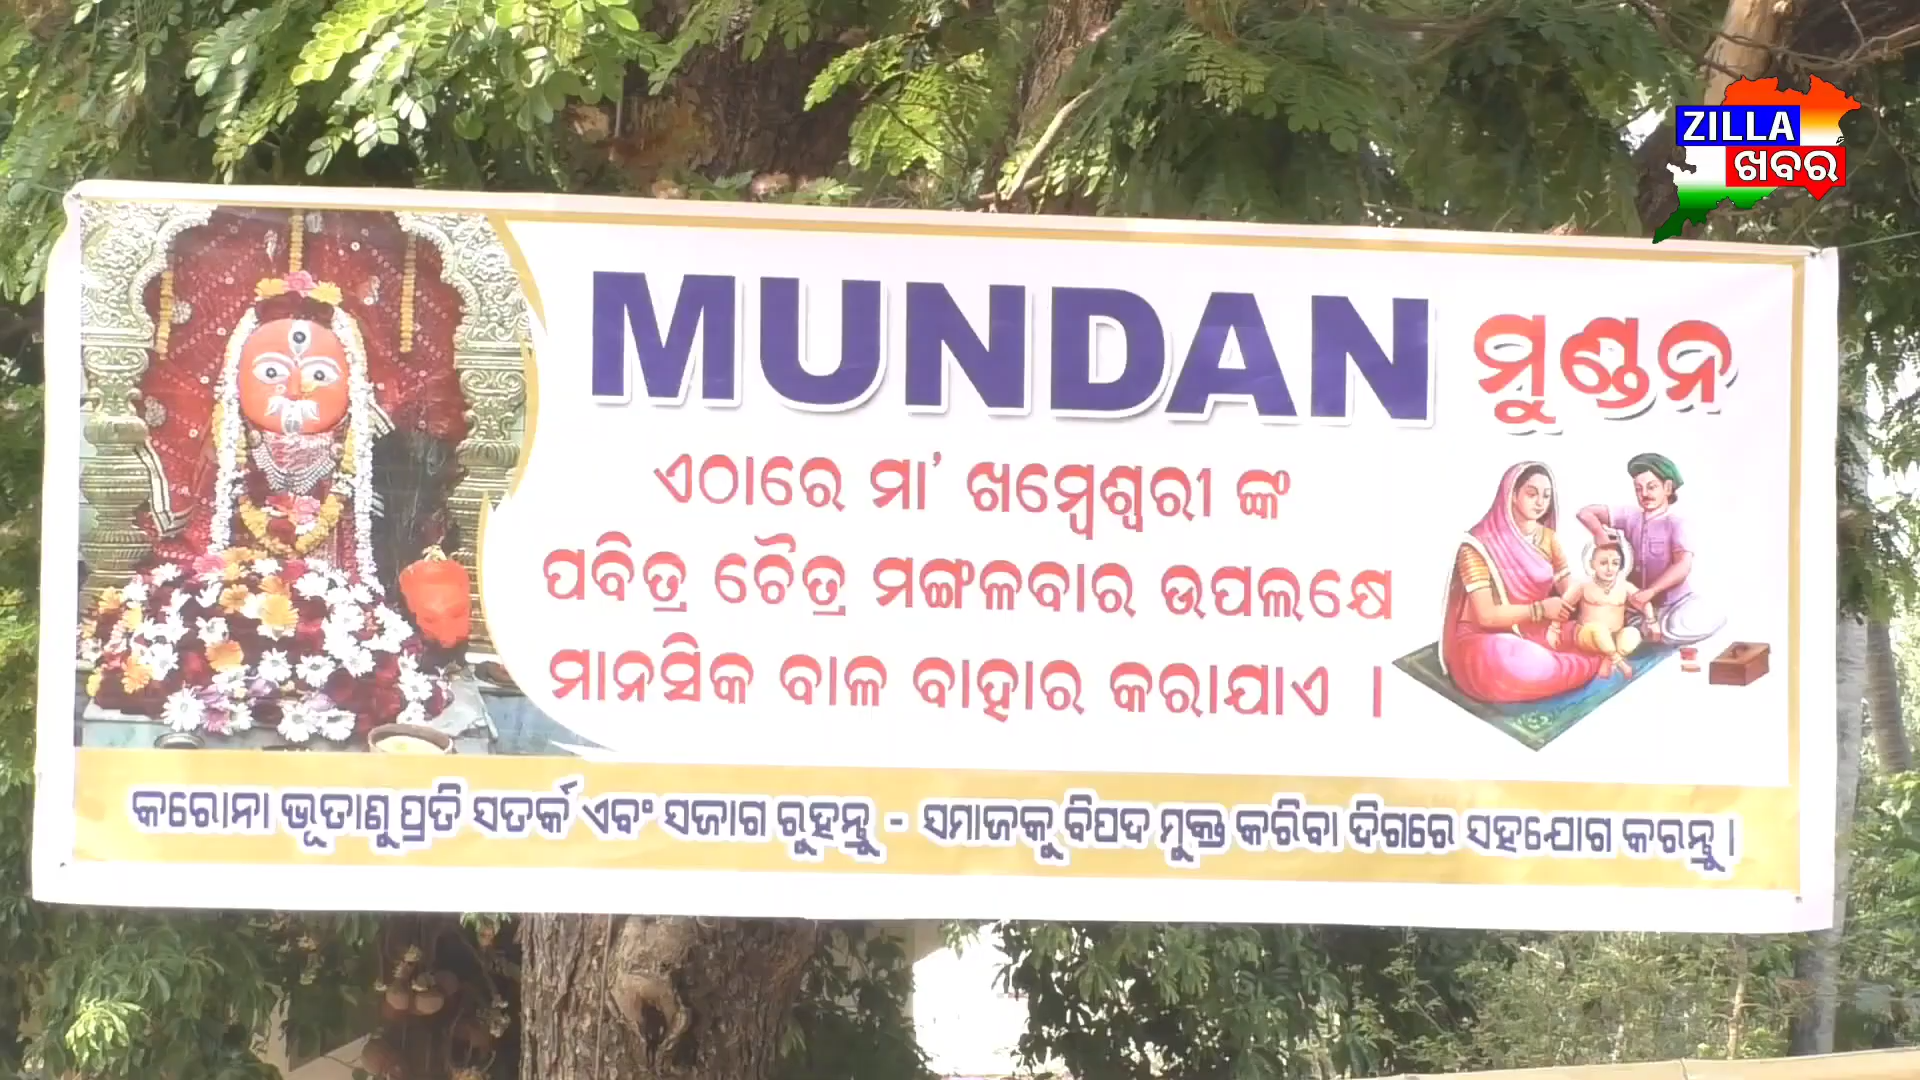 ZILLA
ଖବର
MUNDAN ମୁଣ୍ଡନ
ଏଠାରେ ମା' ଖମ୍ବେଶ୍ୱରୀ ଙ୍କ
ପବିତ୍ର ଚୈତ୍ର ମଙ୍ଗଳବାର ଉପଲକ୍ଷେ
ମାନସିକ ବାଳ ବାହାର କରାଯାଏ ।
କରୋନା ଭୂତାଣୁ ପ୍ରତି ସତର୍କ ଏବଂ ସଜାଗ ରୁହନ୍ତୁ - ସମାଜକୁ ବିପଦ ମୁକ୍ତ କରିବା ଦିଗରେ ସହଯୋଗ କରନ୍ତୁ ।